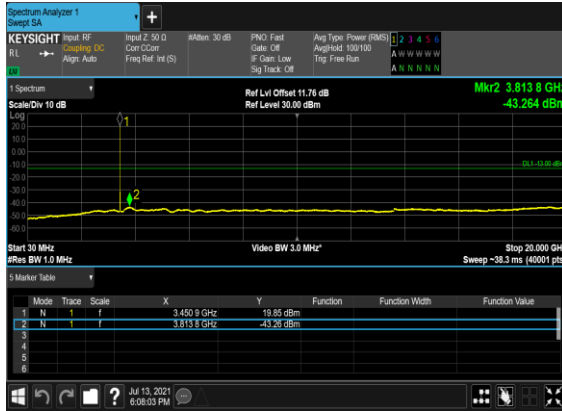 Spectrum Analyzer 1
Swept SA
+
KEYSIGHT Input: RF Input Z: 50 Ω #Atten: 30 dB PNO: Fast Avg Type: Power (RMS) 1 2 3 4 5 6
RL Coupling: DC Corr CCorr Gate: Off Avg|Hold: 100/100 A W W W W W
Align: Auto Freq Ref: Int (S) IF Gain: Low Trig: Free Run
LU Sig Track: Off A N N N N N
1 Spectrum Ref Lvl Offset 11.76 dB Mkr2 3.813 8 GHz
Scale/Div 10 dB Ref Level 30.00 dBm -43.264 dBm
Log
1
20.0
10.0
0.00
-10.0 DL1 -13.00 dBm
-20.0
-30.0
2
-40.0
-50.0
-60.0
Start 30 MHz Video BW 3.0 MHz* Stop 20.000 GHz
#Res BW 1.0 MHz Sweep ~38.3 ms (40001 pts)
5 Marker Table
Mode Trace Scale X Y Function Function Width Function Value
1 N 1 f 3.450 9 GHz 19.85 dBm
2 N 1 f 3.813 8 GHz -43.26 dBm
3
4
5
6
? Jul 13, 2021
6:08:03 PM